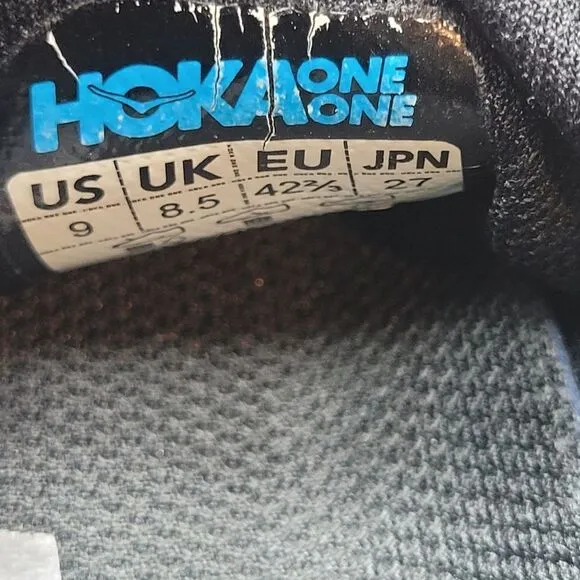 HOKA ONE ONE
US UK EU JPN
9 8.5 42⅔ 27